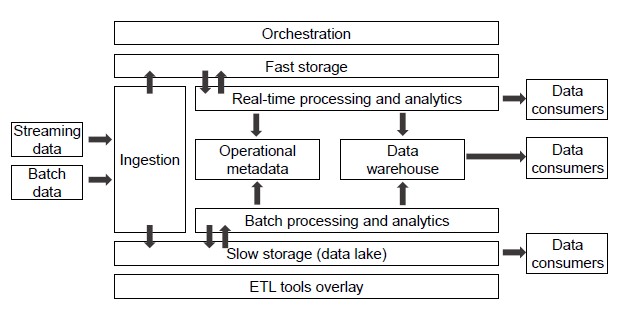 Orchestration
Fast storage
Real-time processing and analytics
Data
consumers
Streaming
data
Batch
data
Ingestion
Operational
metadata
Data
warehouse
Data
consumers
Batch processing and analytics
Slow storage (data lake)
Data
consumers
ETL tools overlay